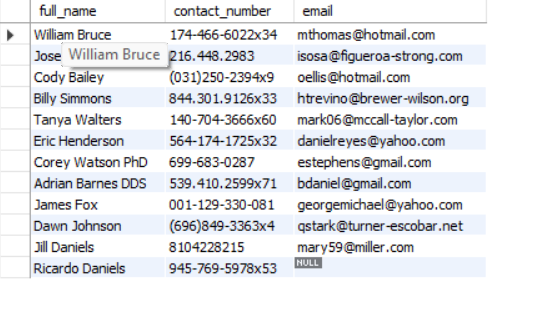 full_name contact_number email
William Bruce 174-466-6022x34 mthomas@hotmail.com
Jose William Bruce 216.448.2983 isosa@figueroa-strong.com
Cody Bailey (031)250-2394x9 oellis@hotmail.com
Billy Simmons 844.301.9126x33 htrevino@brewer-wilson.org
Tanya Walters 140-704-3666x60 mark06@mccall-taylor.com
Eric Henderson 564-174-1725x32 danielreyes@yahoo.com
Corey Watson PhD 699-683-0287 estephens@gmail.com
Adrian Barnes DDS 539.410.2599x71 bdaniel@gmail.com
James Fox 001-129-330-081 georgemichael@yahoo.com
Dawn Johnson (696)849-3363x4 qstark@turner-escobar.net
Jill Daniels 8104228215 mary59@miller.com
Ricardo Daniels 945-769-5978x53 NULL